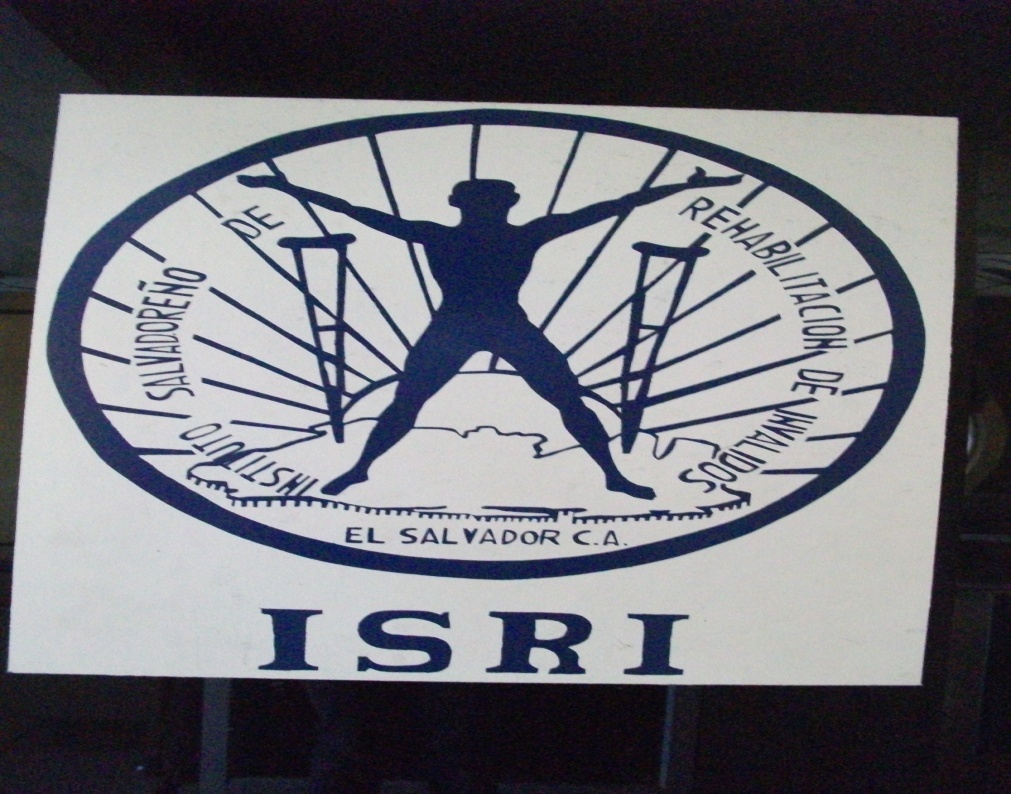 INSTITUTO SALVADOREÑO DE REHABILITACION DE INVALIDOS
EL SALVADOR C.A.
ISRI